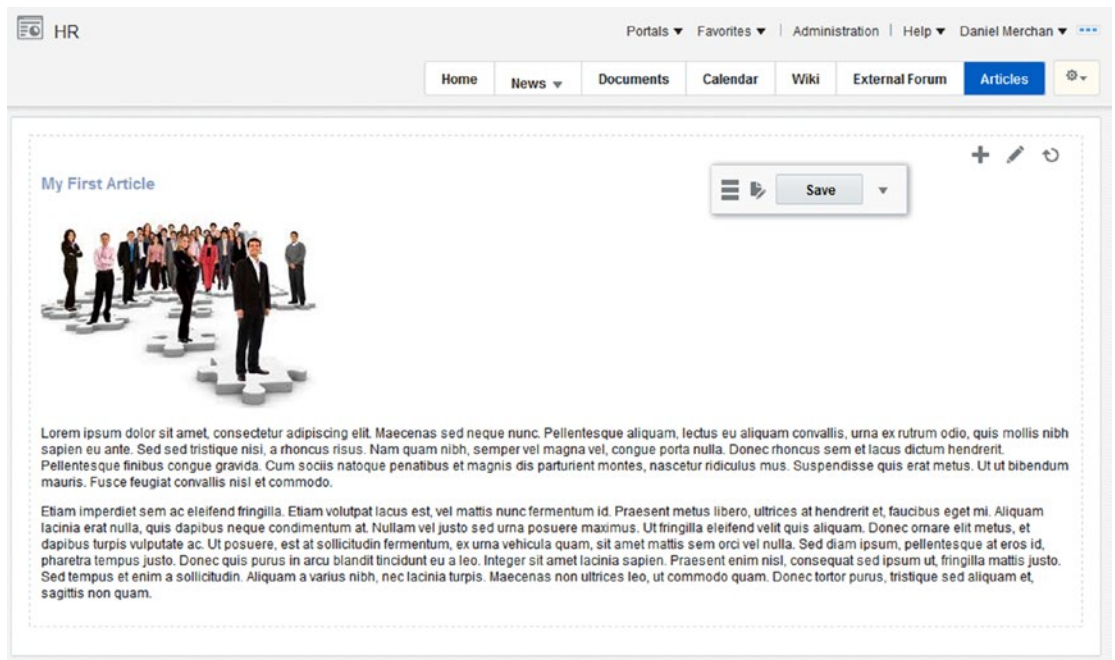 HR
Portals Favorites Administration Help Daniel Merchan
Home News Documents Calendar Wiki External Forum Articles
My First Article
Save
Lorem ipsum dolor sit amet, consectetur adipiscing elit. Maecenas sed neque nunc. Pellentesque aliquam, lectus eu aliquam convallis, urna ex rutrum odio, quis mollis nibh
sapien eu ante. Sed sed tristique nisi, a rhoncus risus. Nam quam nibh, semper vel magna vel, congue porta nulla. Donec rhoncus sem et lacus dictum hendrerit.
Pellentesque finibus congue gravida. Cum sociis natoque penatibus et magnis dis parturient montes, nascetur ridiculus mus. Suspendisse quis erat metus. Ut ut bibendum
mauris. Fusce feugiat convallis nisl et commodo.
Etiam imperdiet sem ac eleifend fringilla. Etiam volutpat lacus est, vel mattis nunc fermentum id. Praesent metus libero, ultrices at hendrerit et, faucibus eget mi. Aliquam
lacinia erat nulla, quis dapibus neque condimentum at. Nullam vel justo sed urna posuere maximus. Ut fringilla eleifend velit quis aliquam. Donec ornare elit metus, et
dapibus turpis vulputate ac. Ut posuere, est at sollicitudin fermentum, ex urna vehicula quam, sit amet mattis sem orci vel nulla. Sed diam ipsum, pellentesque at eros id,
pharetra tempus justo. Donec quis purus in arcu blandit tincidunt eu a leo. Integer sit amet lacinia sapien. Praesent enim nisl, consequat sed ipsum ut, fringilla mattis justo.
Sed tempus et enim a sollicitudin. Aliquam a varius nibh, nec lacinia turpis. Maecenas non ultrices leo, ut commodo quam. Donec tortor purus, tristique sed aliquam et,
sagittis non quam.